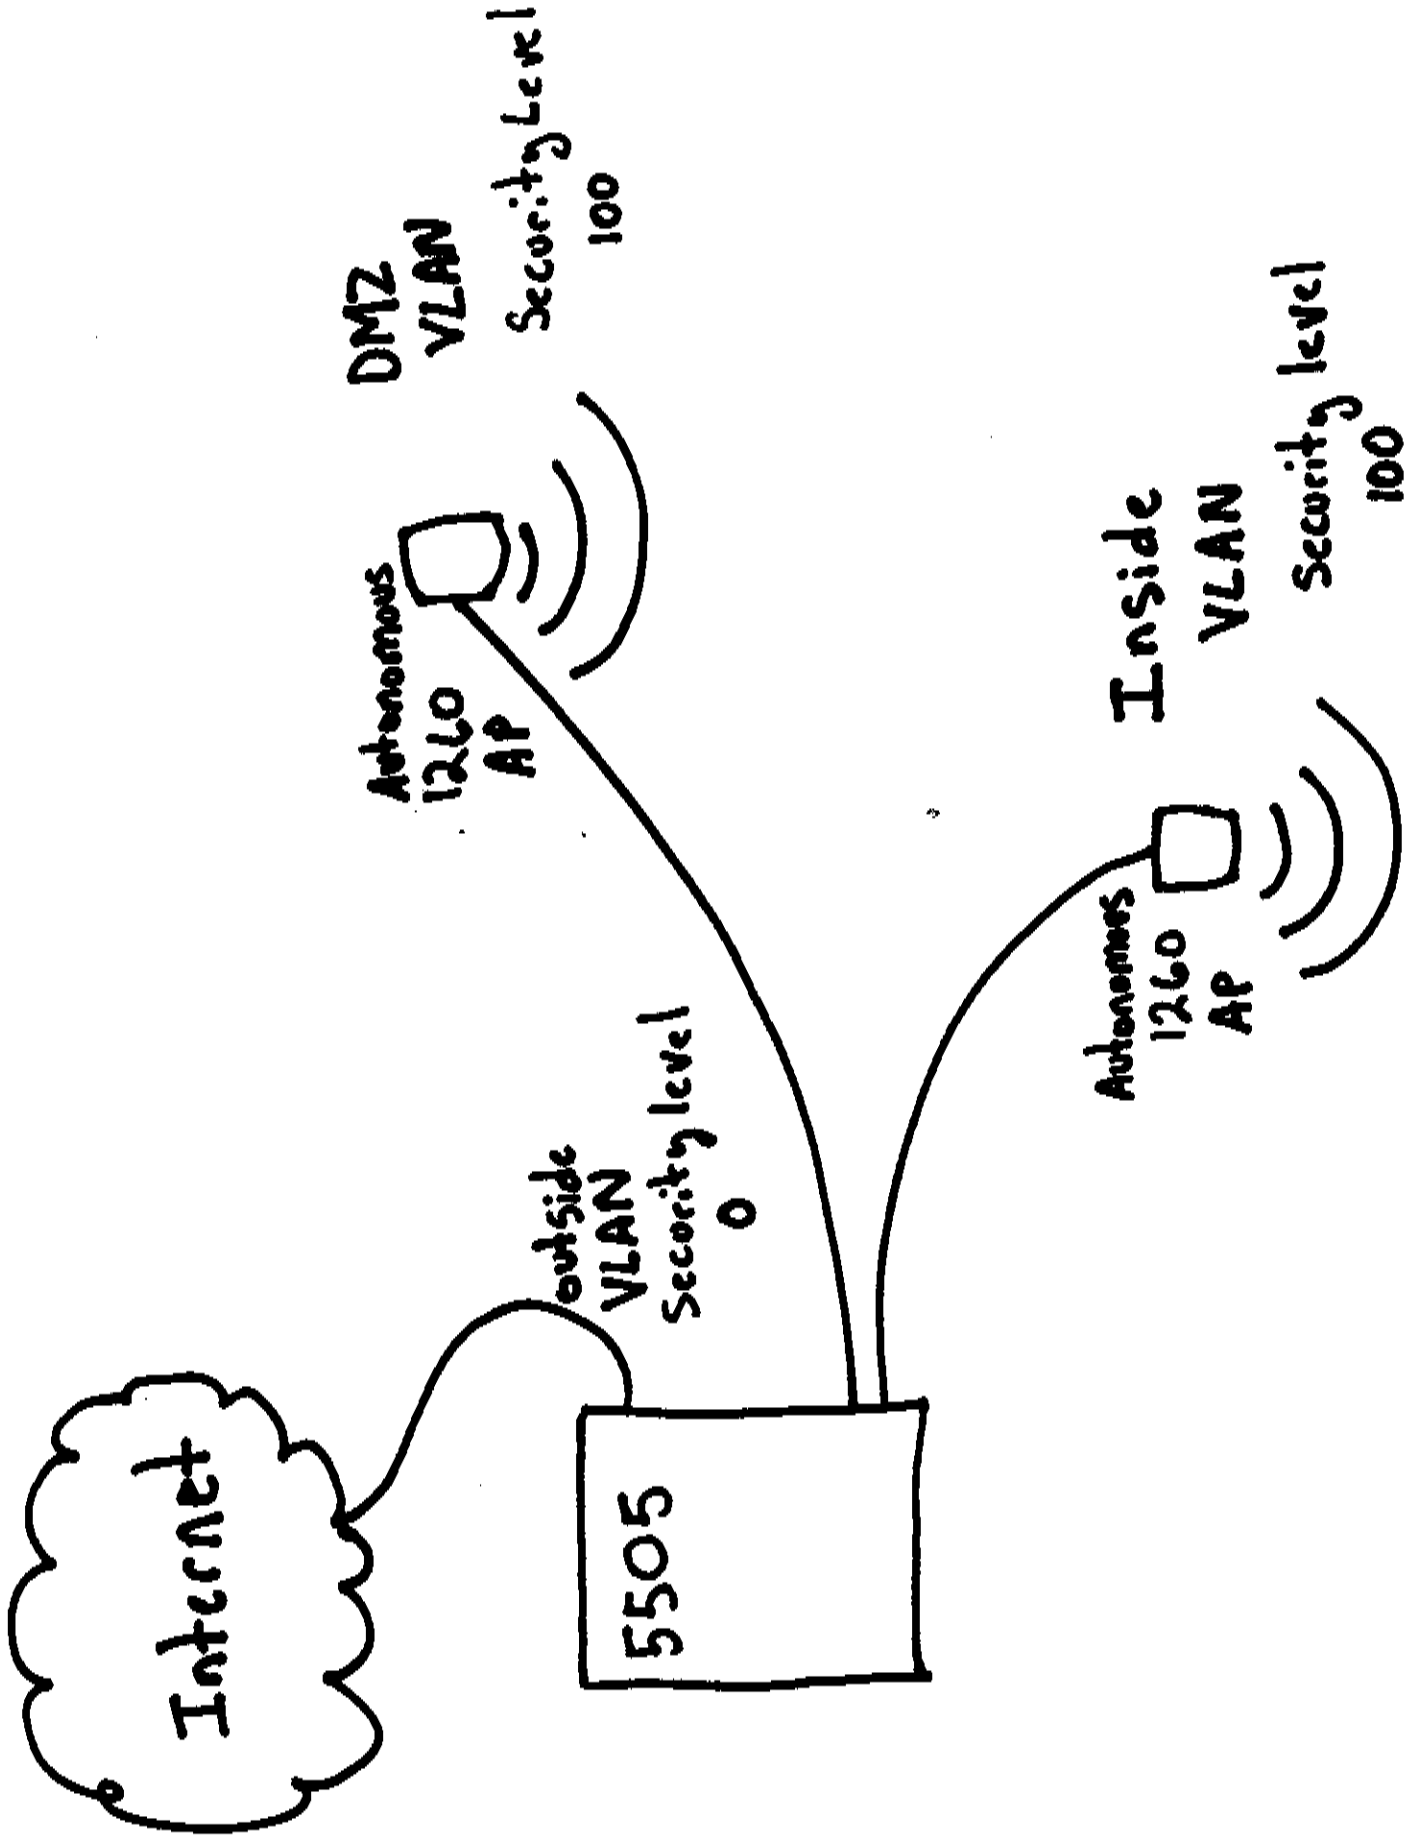 Internet
5505
outside
VLAN
Security level
0
Autonomous
1260
AP
DMZ
VLAN
Security Level
100
Autonomous
1260
AP
Inside
VLAN
Security level
100